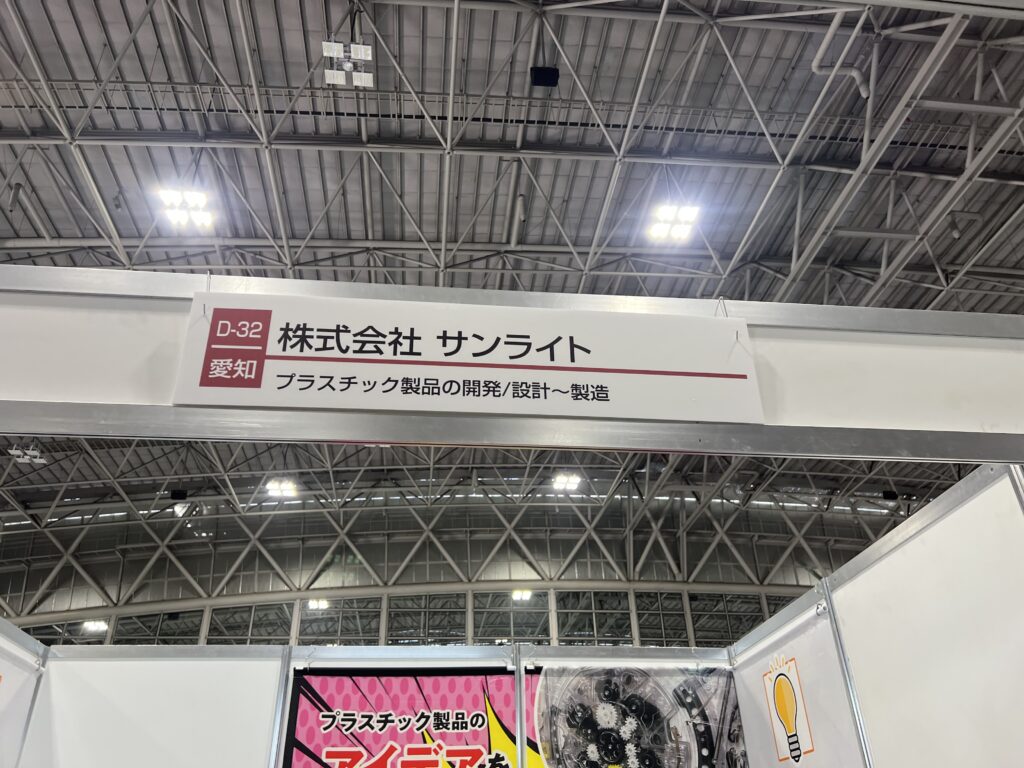 D-32
愛知
株式会社 サンライト
プラスチック製品の開発/設計～製造
プラスチック製品の
アイデアを